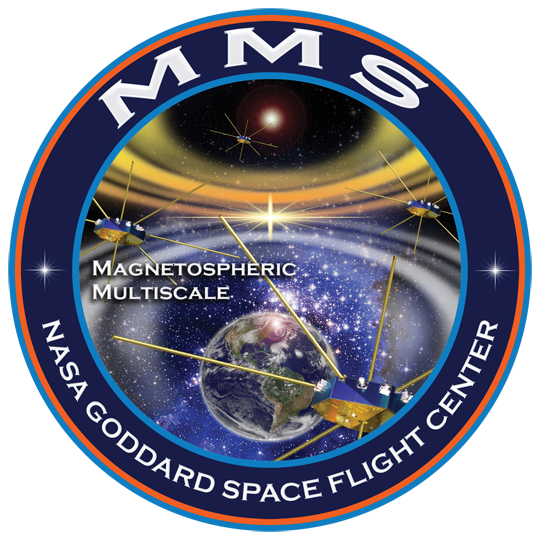 MMS
MAGNETOSPHERIC
MULTISCALE
NASA GODDARD SPACE FLIGHT CENTER